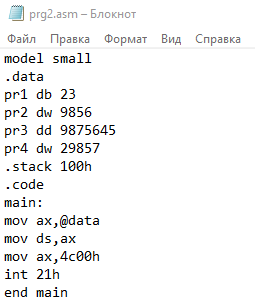 prg2.asm – Блокнот
Файл Правка Формат Вид Справка
model small
.data
pr1 db 23
pr2 dw 9856
pr3 dd 9875645
pr4 dw 29857
.stack 100h
.code
main:
mov ax,@data
mov ds,ax
mov ax,4c00h
int 21h
end main